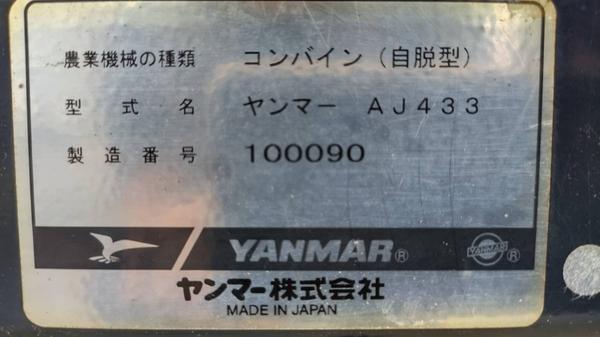 農業機械の種類 コンバイン（自脱型）
型式名 ヤンマー AJ433
製造番号 100090
YANMAR® YANMAR®
ヤンマー株式会社
MADE IN JAPAN